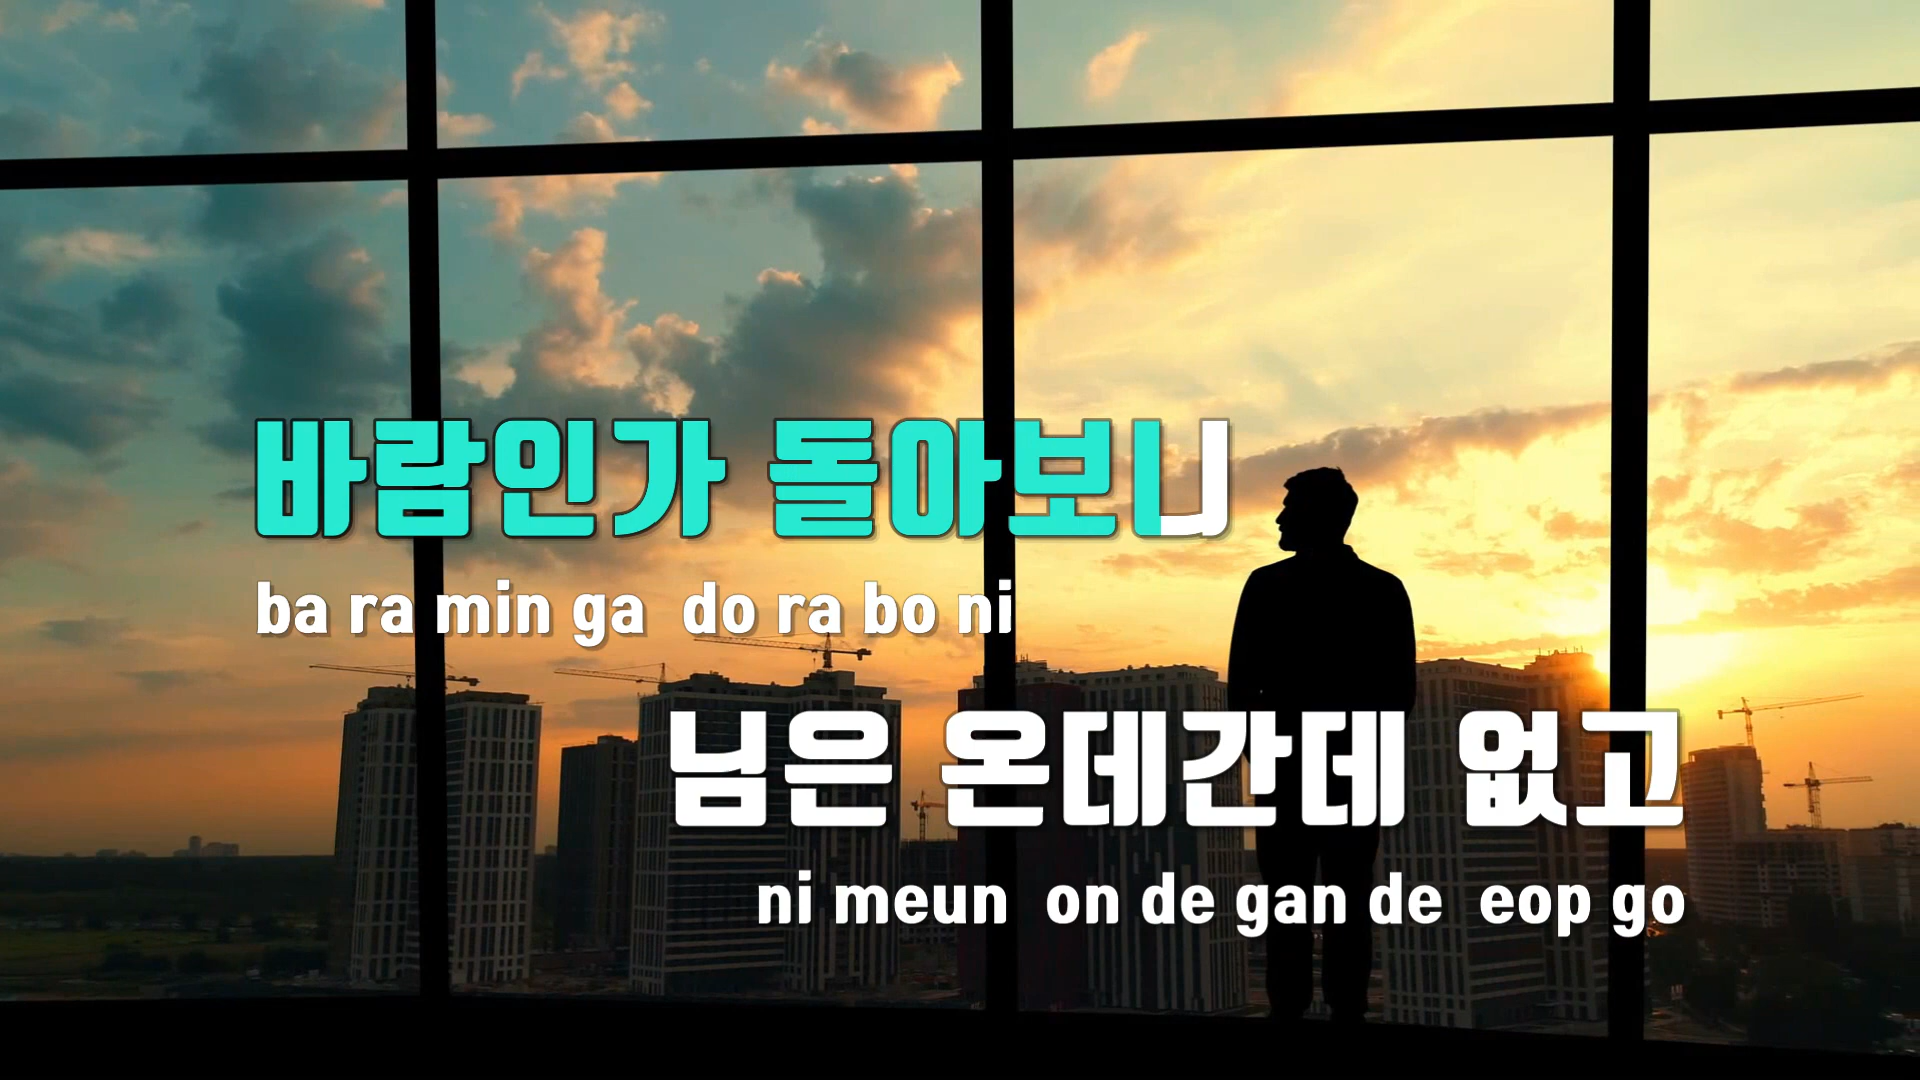 바람인가 돌아보니
ba ra min ga do ra bo ni
님은 온데간데 없고
ni meun on de gan de eop go